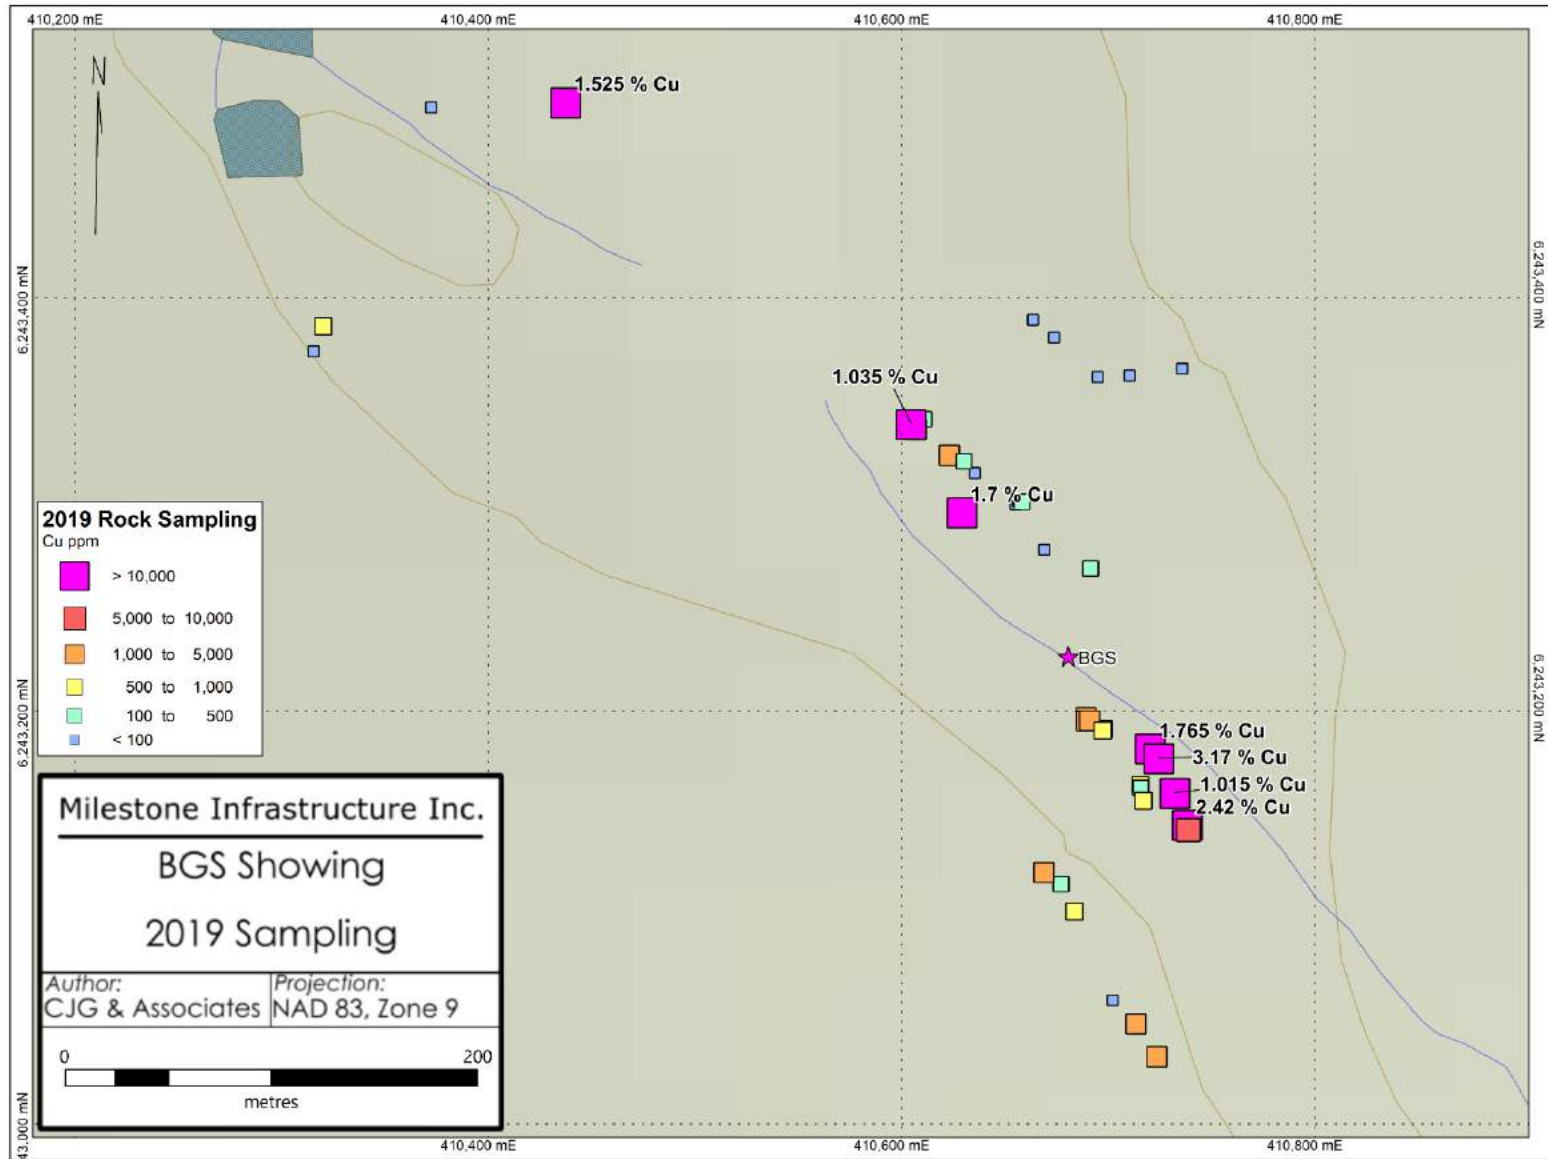 410,200 mE
410,400 mE
410,600 mE
410,800 mE
N
1.525 % Cu
6,243,400 mN
6,243,400 mN
1.035 % Cu
1.7 % Cu
2019 Rock Sampling
Cu ppm
> 10,000
5,000 to 10,000
1,000 to 5,000
500 to 1,000
100 to 500
< 100
BGS
6,243,200 mN
6,243,200 mN
1.765 % Cu
3.17 % Cu
1.015 % Cu
2.42 % Cu
Milestone Infrastructure Inc.
BGS Showing
2019 Sampling
Author:
CJG & Associates
Projection:
NAD 83, Zone 9
0 200
metres
43,000 mN
410,400 mE
410,600 mE
410,800 mE